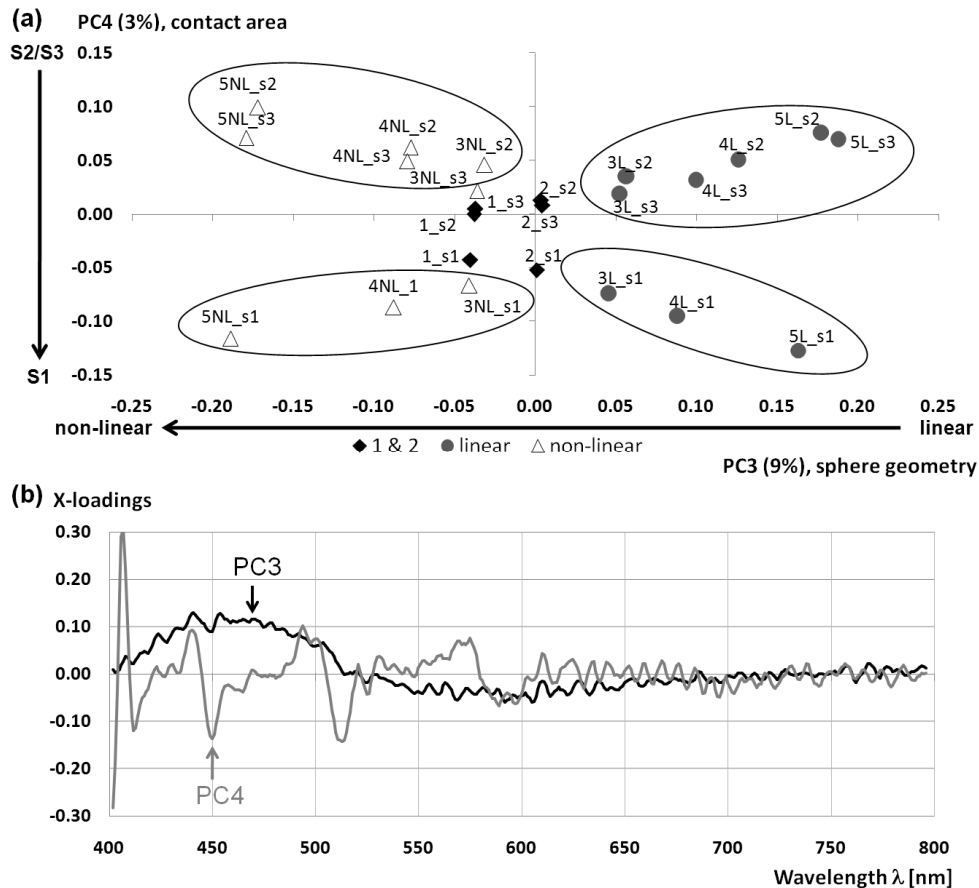 (a)
PC4 (3%), contact area
S2/S3
0.15
5NL_s2
0.10
5NL_s3
4NL_s2
3NL_s2
5L_s2
5L_s3
4L_s2
0.05
4NL_s3
3L_s2
3NL_s3
2_s2
4L_s3
3L_s3
0.00
1_s3
1_s2
2_s3
-0.05
1_s1
2_s1
3L_s1
4NL_1
3NL_s1
4L_s1
-0.10
5NL_s1
5L_s1
-0.15
S1
-0.25 -0.20 -0.15 -0.10 -0.05 0.00 0.05 0.10 0.15 0.20 0.25
non-linear linear
1 & 2 linear non-linear
PC3 (9%), sphere geometry
(b) X-loadings
0.30
0.20
PC3
0.10
0.00
-0.10
PC4
-0.20
-0.30
400 450 500 550 600 650 700 750 800
Wavelength λ [nm]